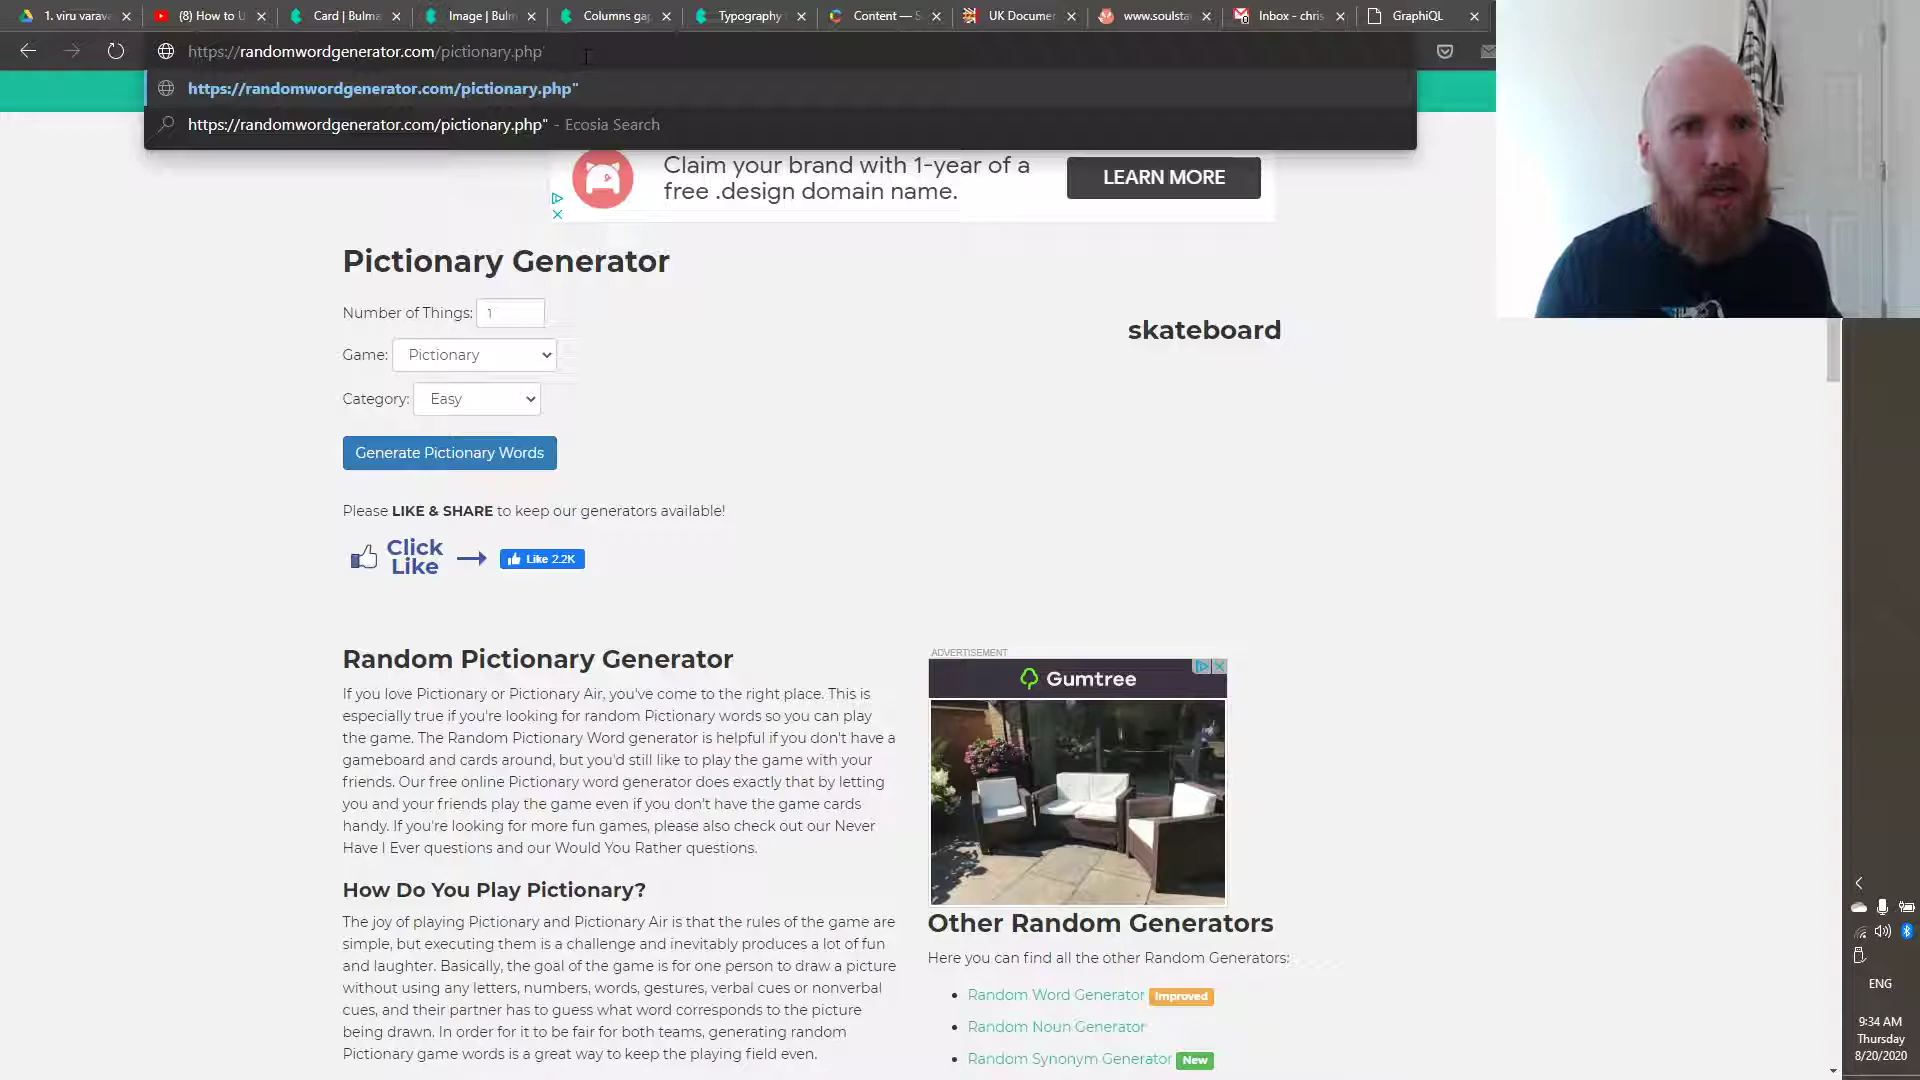 1. viru varava
(8) How to U
Card | Bulma
Image | Bulm
Columns gap
Typography
Content — S
UK Documen
www.soulsta
Inbox - chris
GraphiQL
https://randomwordgenerator.com/pictionary.php
https://randomwordgenerator.com/pictionary.php"
https://randomwordgenerator.com/pictionary.php" - Ecosia Search
Claim your brand with 1-year of a
free .design domain name.
LEARN MORE
Pictionary Generator
Number of Things: 1
Game: Pictionary
Category: Easy
Generate Pictionary Words
skateboard
Please LIKE & SHARE to keep our generators available!
Click
Like
Like 2.2K
Random Pictionary Generator
If you love Pictionary or Pictionary Air, you've come to the right place. This is
especially true if you're looking for random Pictionary words so you can play
the game. The Random Pictionary Word generator is helpful if you don't have a
gameboard and cards around, but you'd still like to play the game with your
friends. Our free online Pictionary word generator does exactly that by letting
you and your friends play the game even if you don't have the game cards
handy. If you're looking for more fun games, please also check out our Never
Have I Ever questions and our Would You Rather questions.
How Do You Play Pictionary?
The joy of playing Pictionary and Pictionary Air is that the rules of the game are
simple, but executing them is a challenge and inevitably produces a lot of fun
and laughter. Basically, the goal of the game is for one person to draw a picture
without using any letters, numbers, words, gestures, verbal cues or nonverbal
cues, and their partner has to guess what word corresponds to the picture
being drawn. In order for it to be fair for both teams, generating random
Pictionary game words is a great way to keep the playing field even.
ADVERTISEMENT
Gumtree
Other Random Generators
Here you can find all the other Random Generators:
Random Word Generator Improved
Random Noun Generator
Random Synonym Generator New
ENG
9:34 AM
Thursday
8/20/2020